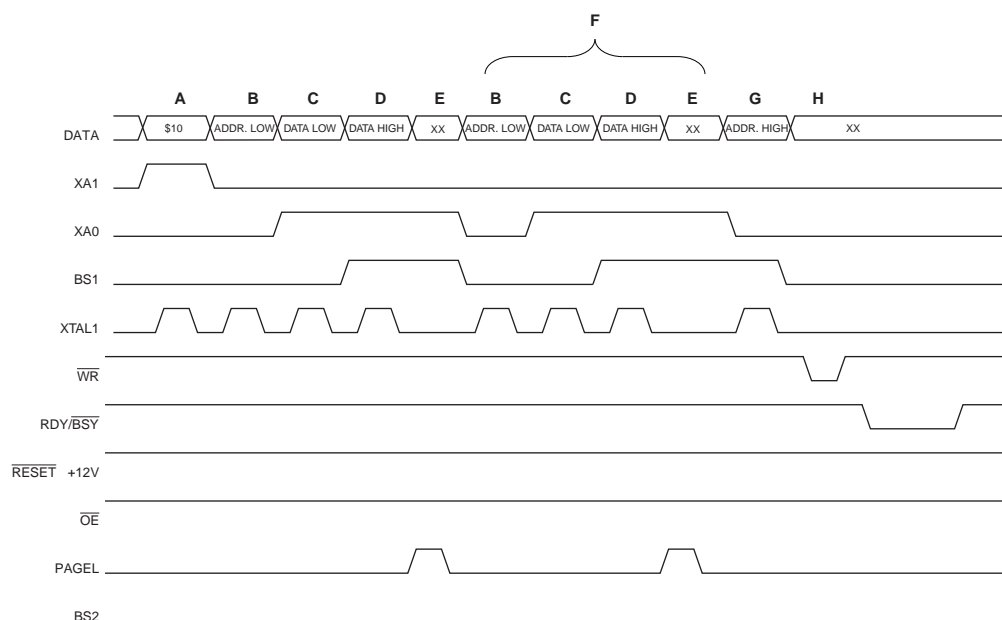 F
A B C D E B C D E G H
DATA $10 ADDR. LOW DATA LOW DATA HIGH XX ADDR. LOW DATA LOW DATA HIGH XX ADDR. HIGH XX
XA1
XA0
BS1
XTAL1
WR
RDY/BSY
RESET +12V
OE
PAGEL
BS2